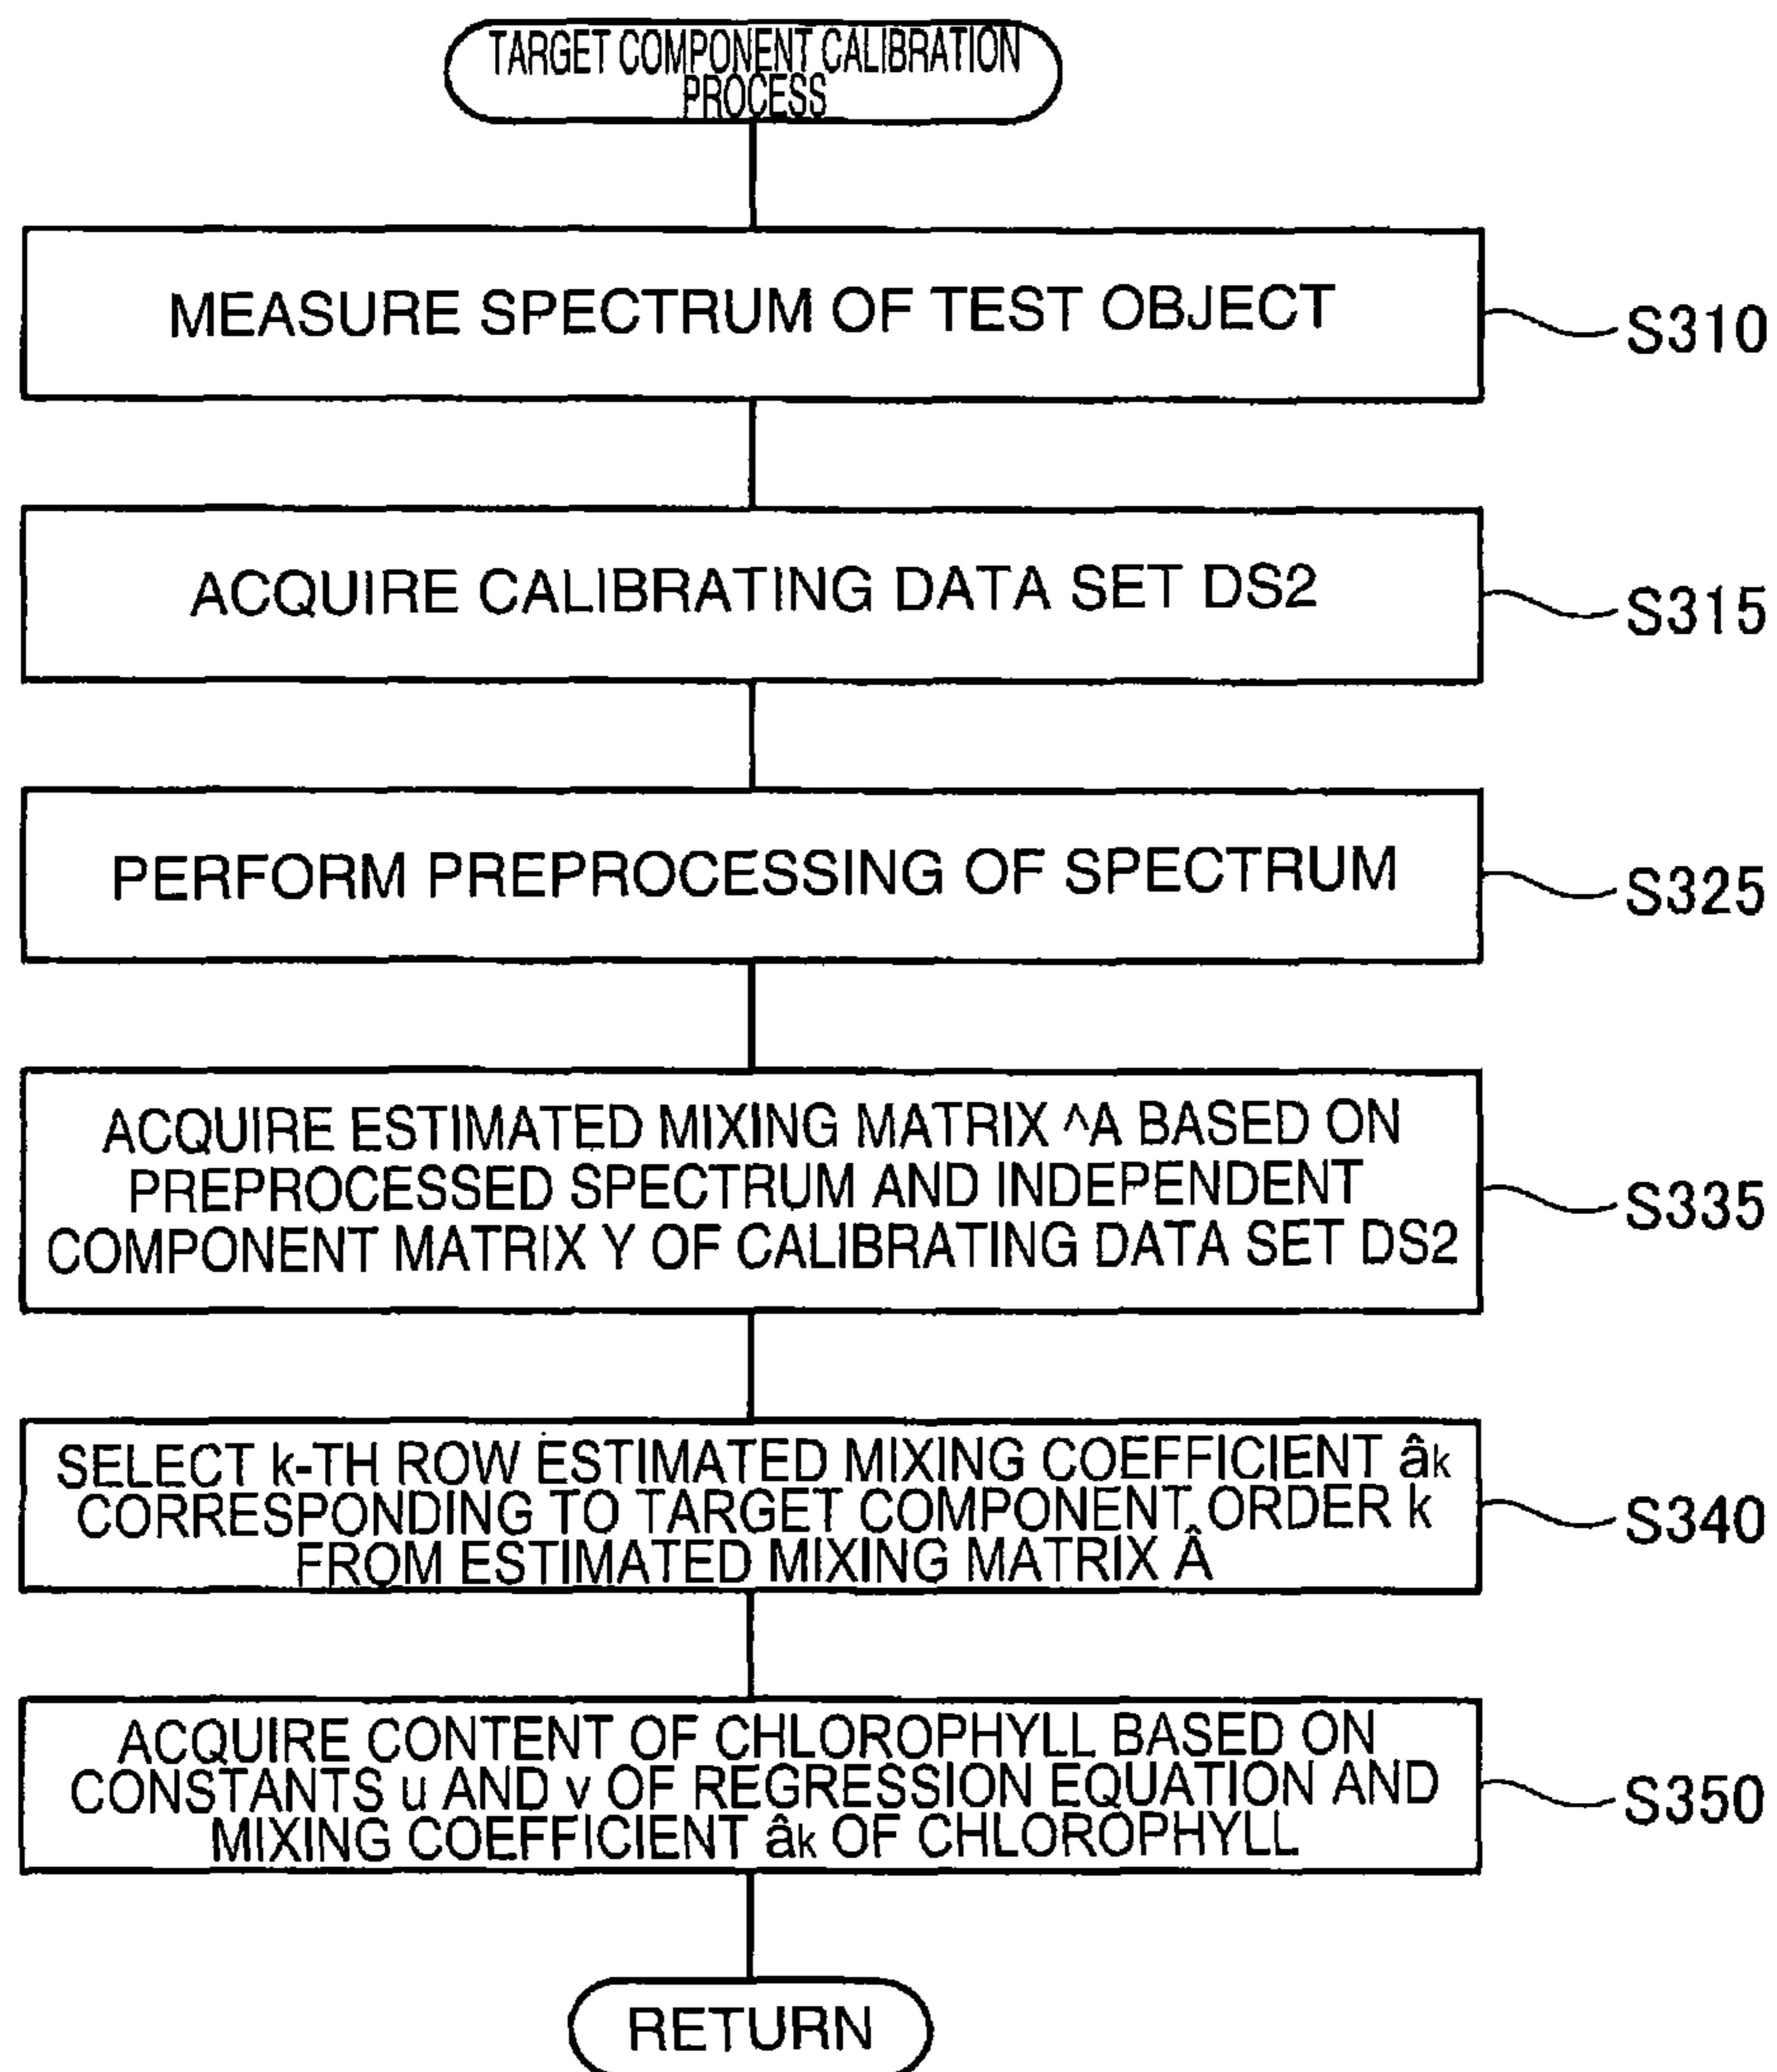 TARGET COMPONENT CALIBRATION
PROCESS
MEASURE SPECTRUM OF TEST OBJECT
S310
ACQUIRE CALIBRATING DATA SET DS2
S315
PERFORM PREPROCESSING OF SPECTRUM
S325
ACQUIRE ESTIMATED MIXING MATRIX ^A BASED ON
PREPROCESSED SPECTRUM AND INDEPENDENT
COMPONENT MATRIX Y OF CALIBRATING DATA SET DS2
S335
SELECT k-TH ROW ESTIMATED MIXING COEFFICIENT âk
CORRESPONDING TO TARGET COMPONENT ORDER k
FROM ESTIMATED MIXING MATRIX Â
S340
ACQUIRE CONTENT OF CHLOROPHYLL BASED ON
CONSTANTS u AND v OF REGRESSION EQUATION AND
MIXING COEFFICIENT âk OF CHLOROPHYLL
S350
RETURN